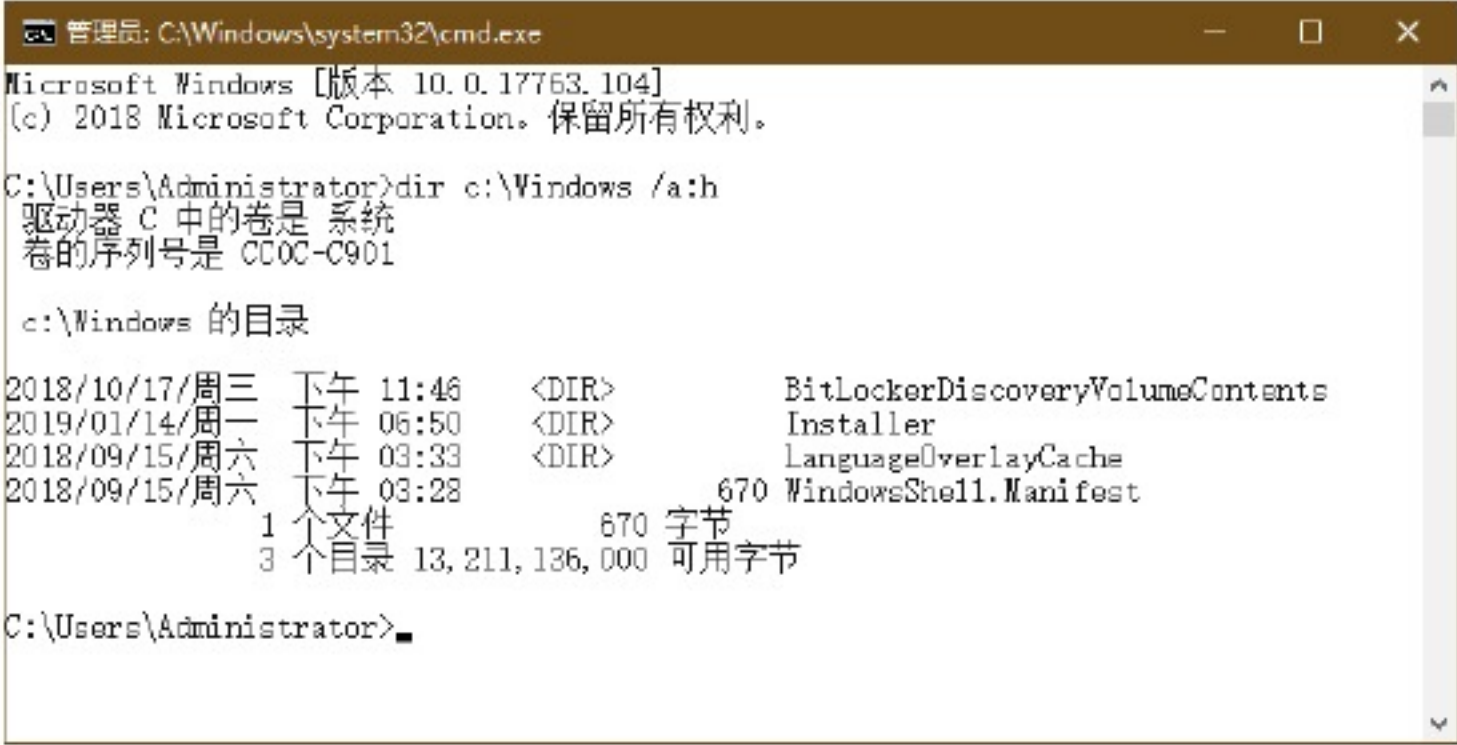 管理员: C:\Windows\system32\cmd.exe
Microsoft Windows [版本 10.0.17763.104]
(c) 2018 Microsoft Corporation。保留所有权利。
C:\Users\Administrator>dir c:\Windows /a:h
驱动器 C 中的卷是 系统
卷的序列号是 CC0C-C901
c:\Windows 的目录
2018/10/17/周三 下午 11:46 <DIR> BitLockerDiscoveryVolumeContents
2019/01/14/周一 下午 06:50 <DIR> Installer
2018/09/15/周六 下午 03:33 <DIR> LanguageOverlayCache
2018/09/15/周六 下午 03:28 670 WindowsShell.Manifest
1 个文件 670 字节
3 个目录 13,211,136,000 可用字节
C:\Users\Administrator>